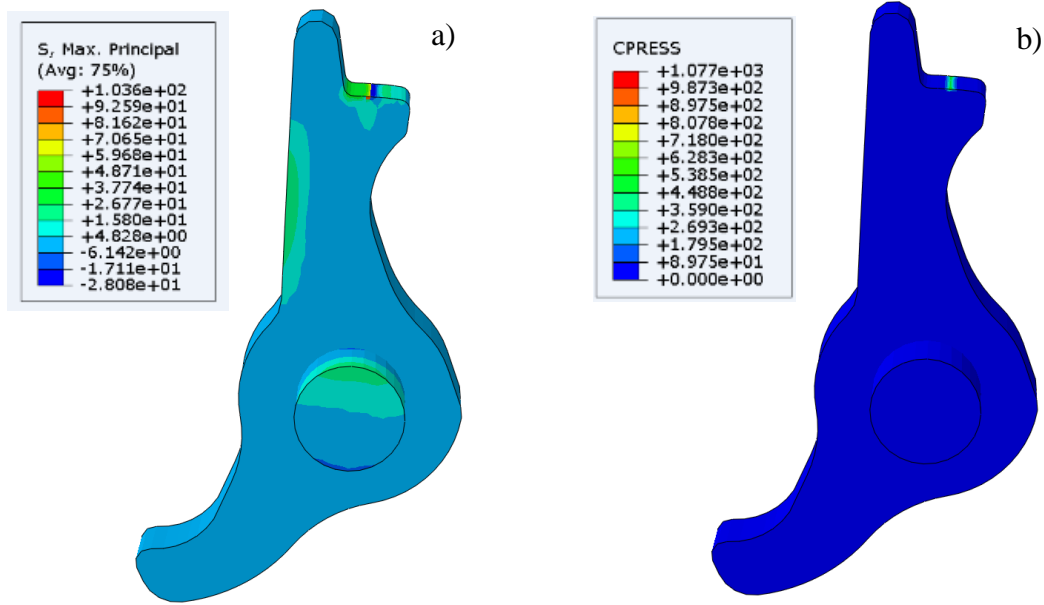 a)
S, Max. Principal
(Avg: 75%)
+1.036e+02
+9.259e+01
+8.162e+01
+7.065e+01
+5.968e+01
+4.871e+01
+3.774e+01
+2.677e+01
+1.580e+01
+4.828e+00
-6.142e+00
-1.711e+01
-2.808e+01
b)
CPRESS
+1.077e+03
+9.873e+02
+8.975e+02
+8.078e+02
+7.180e+02
+6.283e+02
+5.385e+02
+4.488e+02
+3.590e+02
+2.693e+02
+1.795e+02
+8.975e+01
+0.000e+00